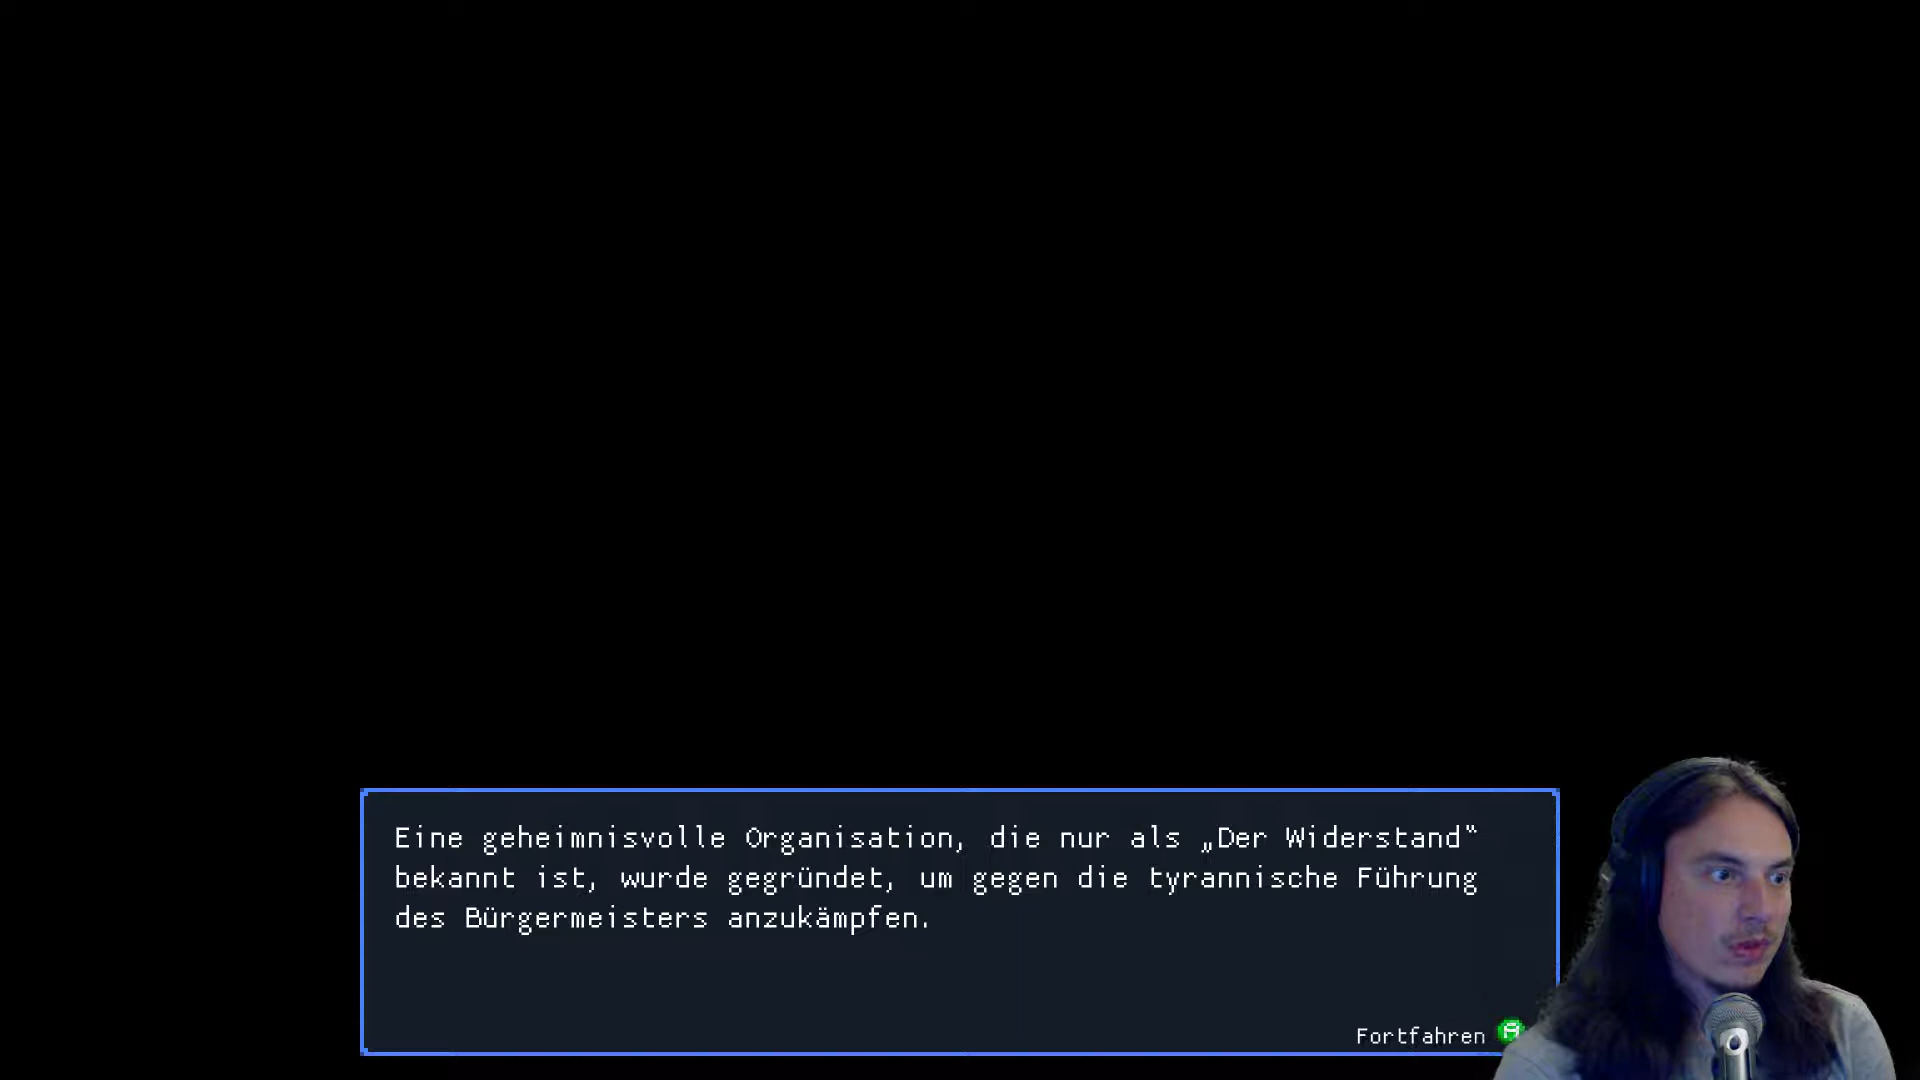 Eine geheimnisvolle Organisation, die nur als „Der Widerstand“
bekannt ist, wurde gegründet, um gegen die tyrannische Führung
des Bürgermeisters anzukämpfen.
Fortfahren A